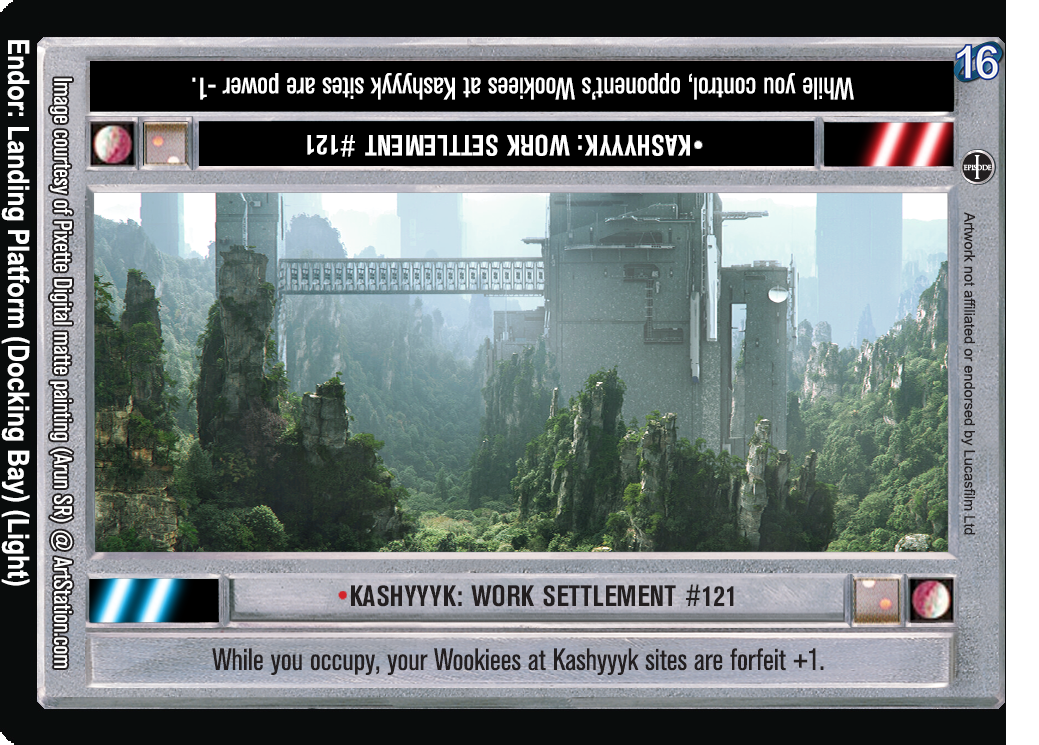 Endor: Landing Platform (Docking Bay) (Light)
Image courtesy of Pixette Digital matte painting (Arun SR) @ ArtStation.com
16
While you control, opponent's Wookiees at Kashyyyk sites are power -1.
•KASHYYYK: WORK SETTLEMENT #121
EPISODE
I
Artwork not affiliated or endorsed by Lucasfilm Ltd
•KASHYYYK: WORK SETTLEMENT #121
While you occupy, your Wookiees at Kashyyyk sites are forfeit +1.